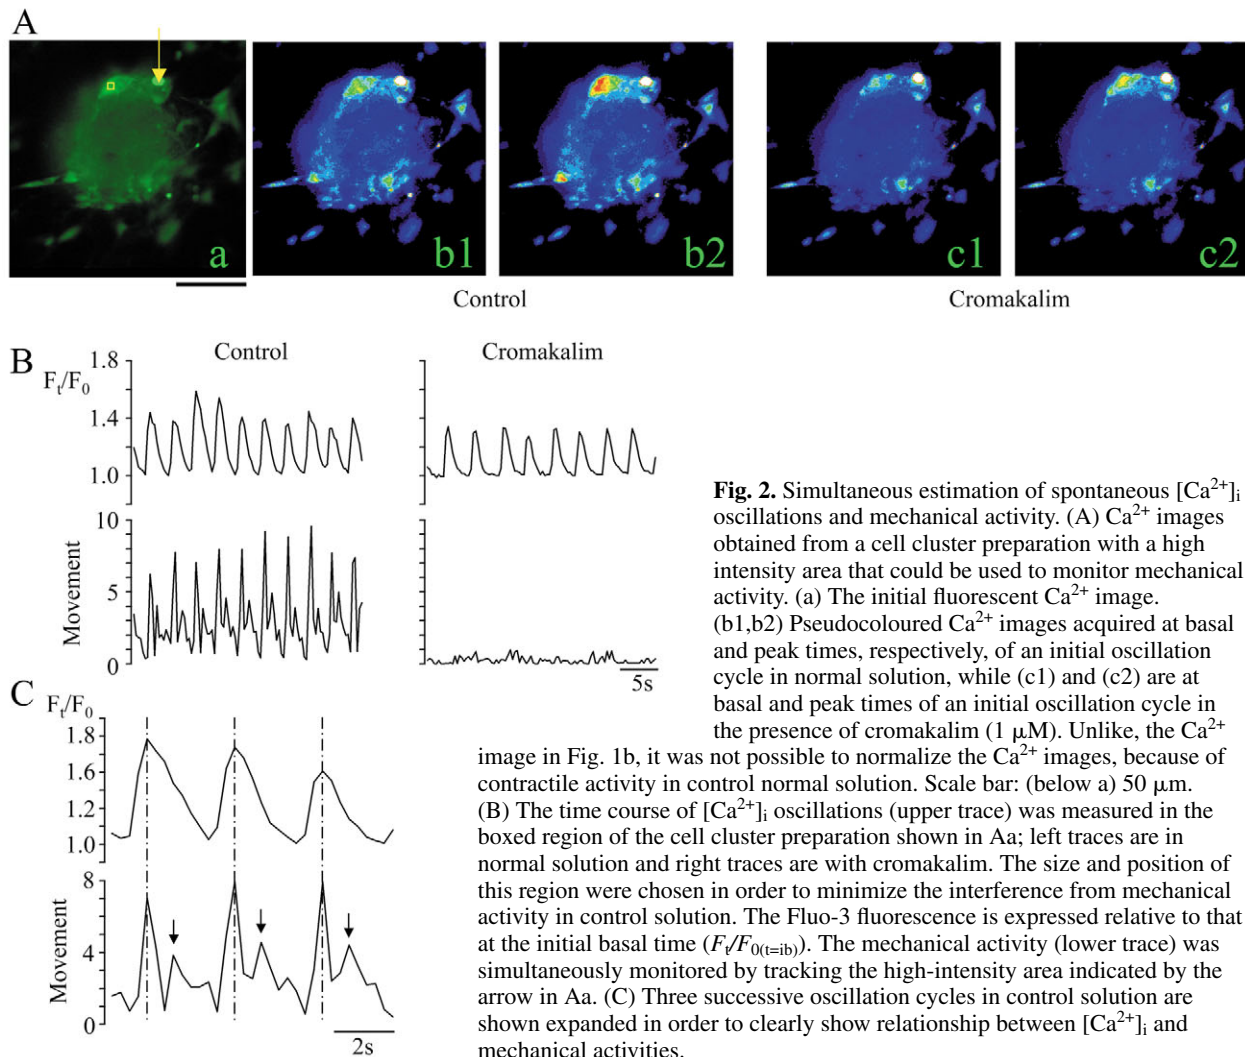 A
a
b1
b2
c1
c2
Control
Cromakalim
B
Control
Cromakalim
Fₜ/F₀
1.8
1.4
1.0
Movement
10
5
0
5s
C
Fₜ/F₀
1.8
1.6
1.2
1.0
Movement
8
4
0
2s
Fig. 2. Simultaneous estimation of spontaneous [Ca²⁺]ᵢ
oscillations and mechanical activity. (A) Ca²⁺ images
obtained from a cell cluster preparation with a high
intensity area that could be used to monitor mechanical
activity. (a) The initial fluorescent Ca²⁺ image.
(b1,b2) Pseudocoloured Ca²⁺ images acquired at basal
and peak times, respectively, of an initial oscillation
cycle in normal solution, while (c1) and (c2) are at
basal and peak times of an initial oscillation cycle in
the presence of cromakalim (1 μM). Unlike, the Ca²⁺
image in Fig. 1b, it was not possible to normalize the Ca²⁺ images, because of
contractile activity in control normal solution. Scale bar: (below a) 50 μm.
(B) The time course of [Ca²⁺]ᵢ oscillations (upper trace) was measured in the
boxed region of the cell cluster preparation shown in Aa; left traces are in
normal solution and right traces are with cromakalim. The size and position of
this region were chosen in order to minimize the interference from mechanical
activity in control solution. The Fluo-3 fluorescence is expressed relative to that
at the initial basal time (Fₜ/F₀₍ₜ₌ᵢb₎). The mechanical activity (lower trace) was
simultaneously monitored by tracking the high-intensity area indicated by the
arrow in Aa. (C) Three successive oscillation cycles in control solution are
shown expanded in order to clearly show relationship between [Ca²⁺]ᵢ and
mechanical activities.